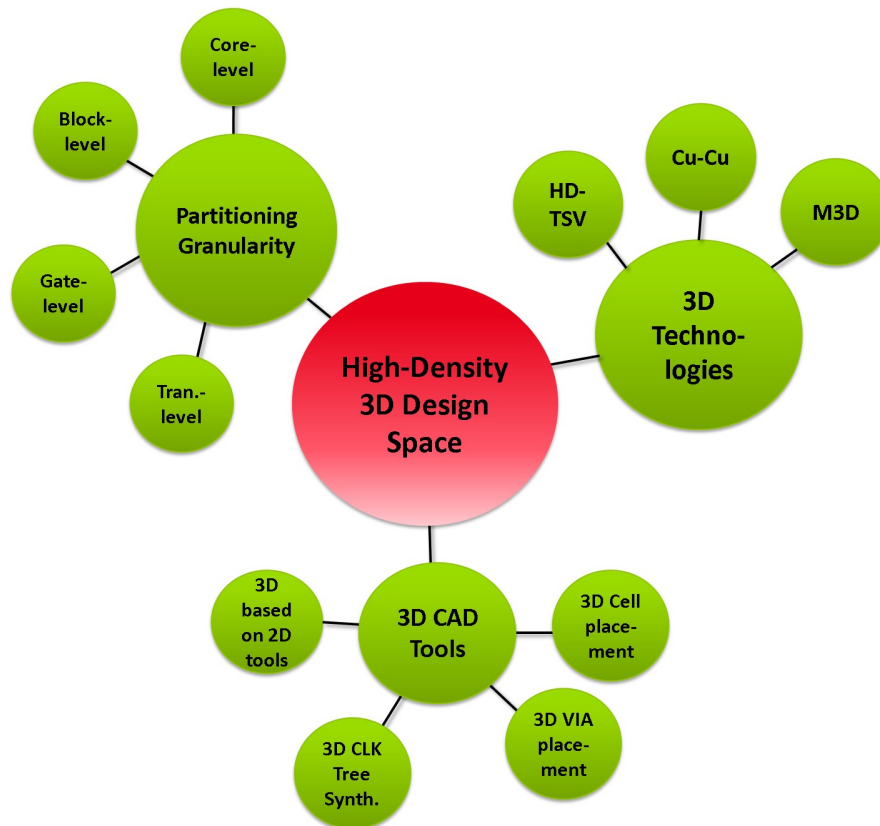 Core-
level
Block-
level
Partitioning
Granularity
Gate-
level
Tran.-
level
Cu-Cu
HD-
TSV
M3D
3D
Techno-
logies
High-Density
3D Design
Space
3D
based
on 2D
tools
3D CAD
Tools
3D Cell
place-
ment
3D CLK
Tree
Synth.
3D VIA
place-
ment